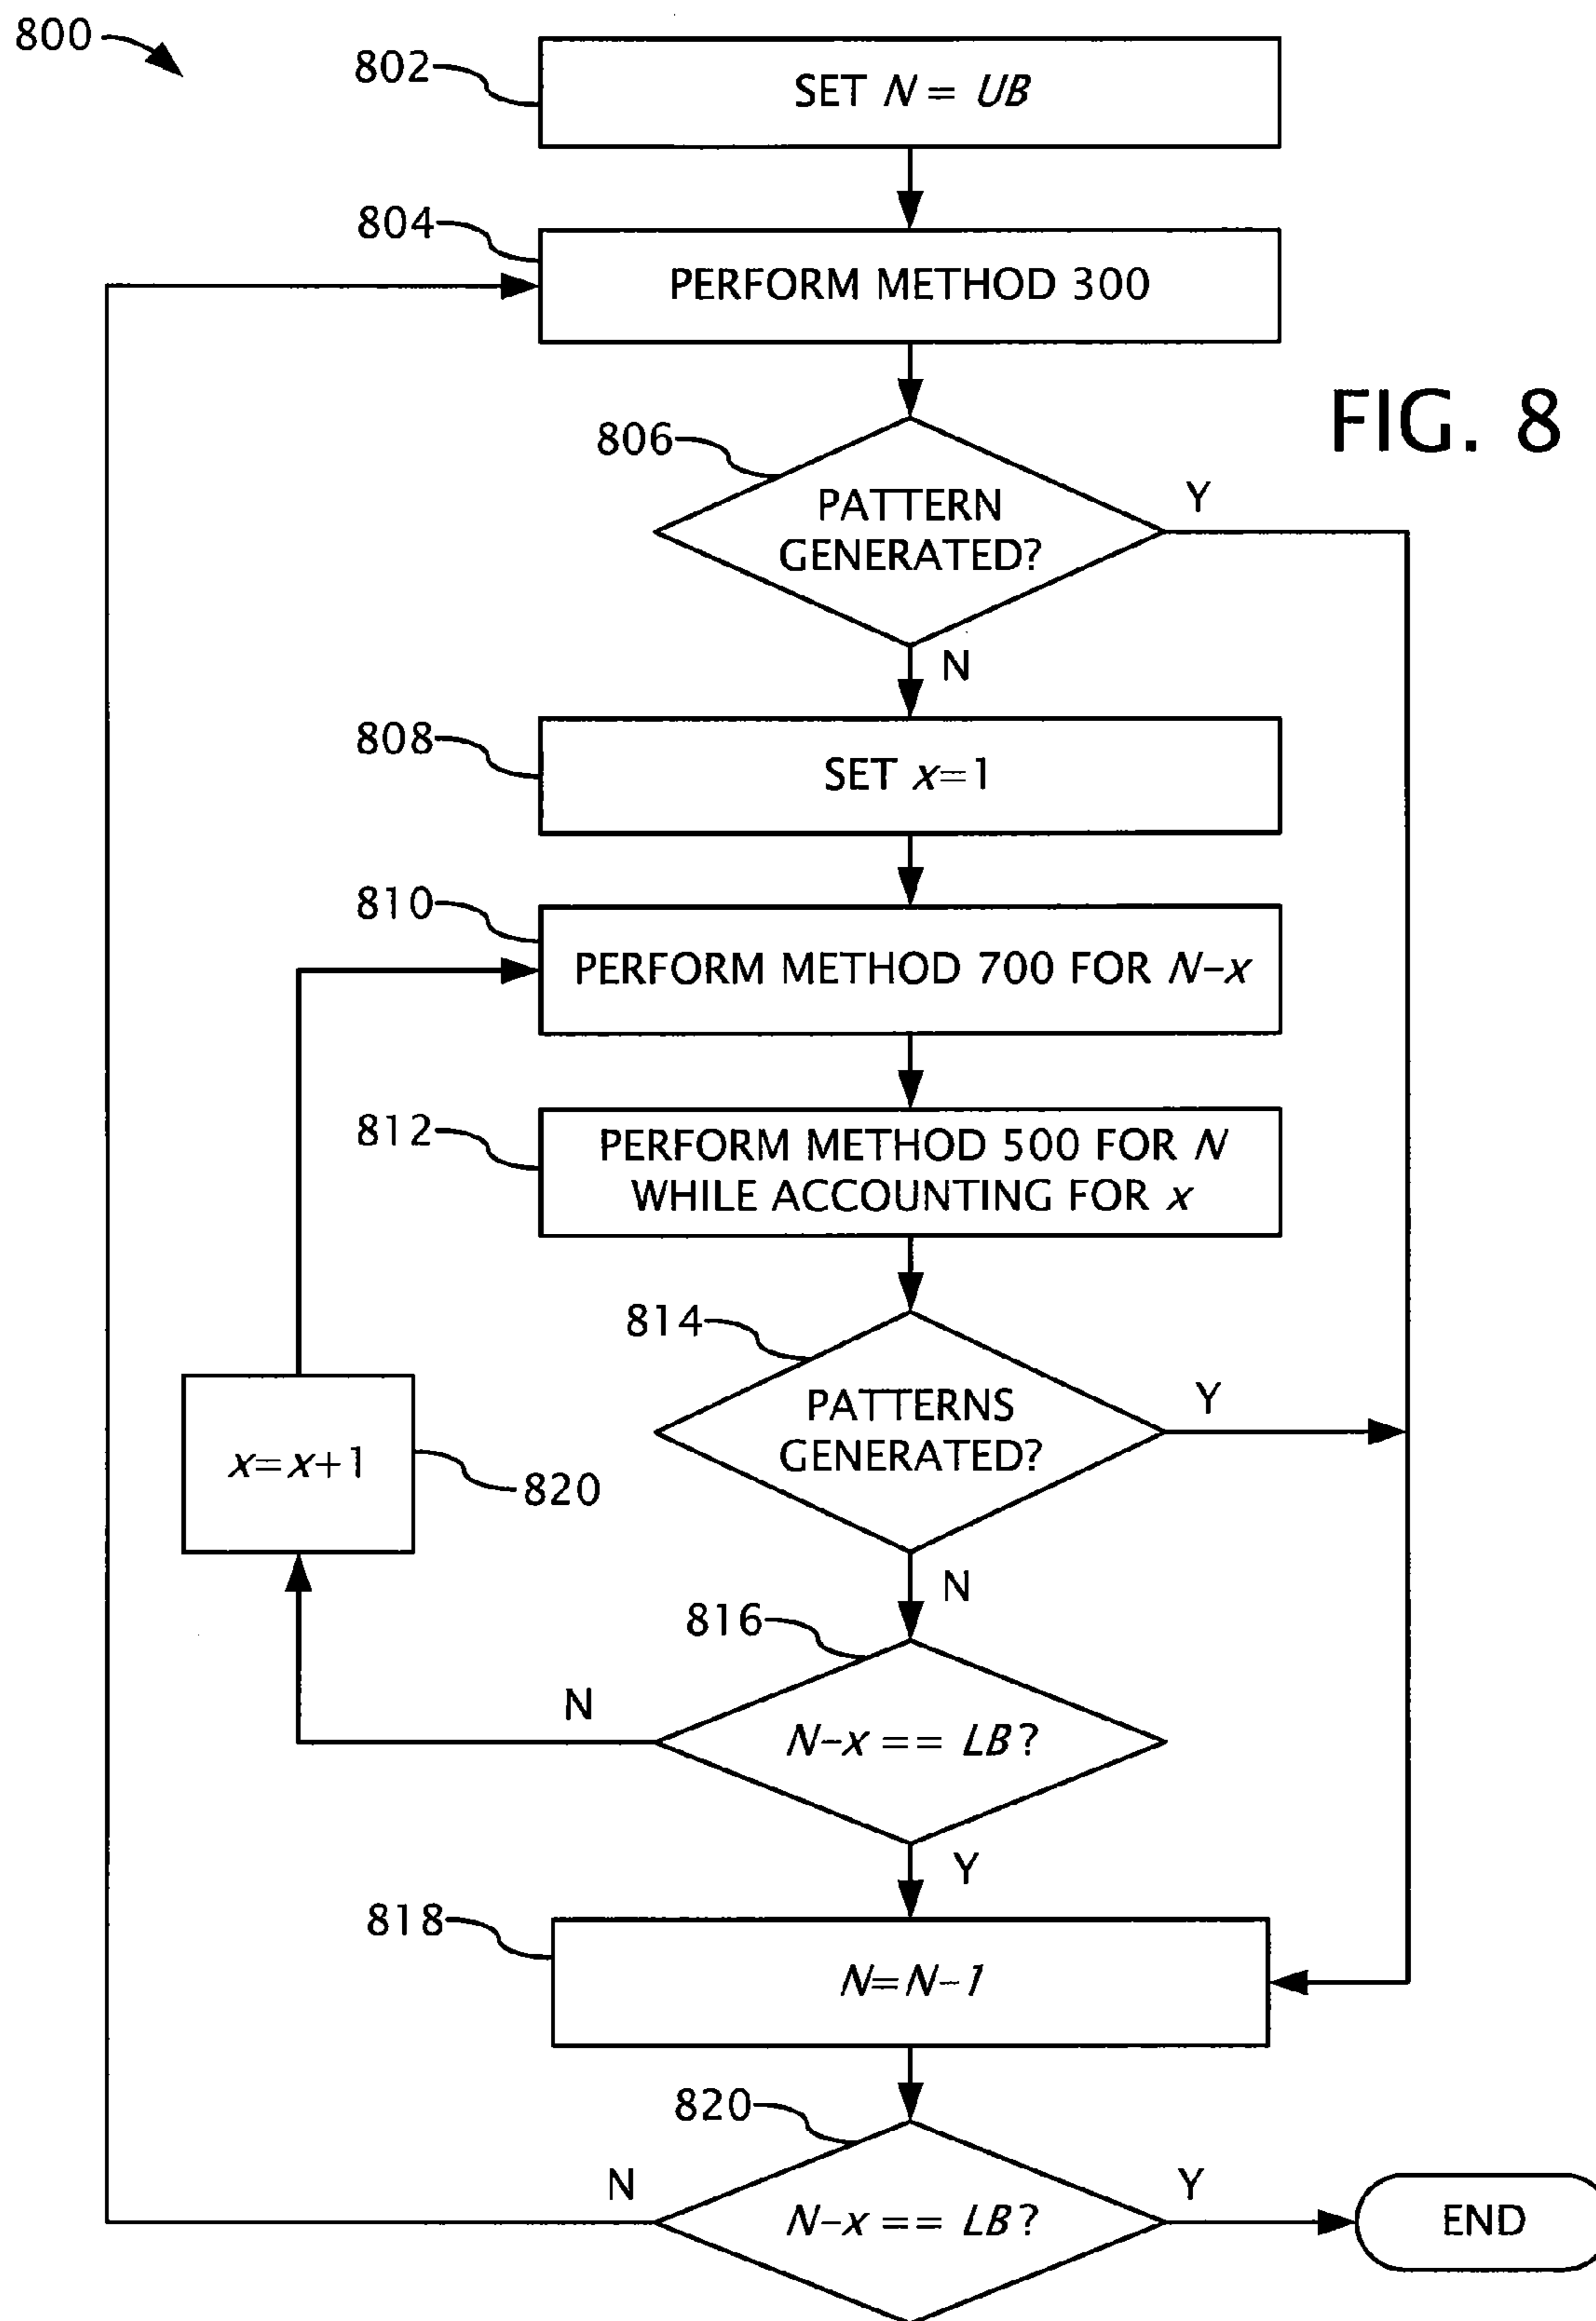 800
802
SET N = UB
804
PERFORM METHOD 300
FIG. 8
806
PATTERN
GENERATED?
Y
N
808
SET x=1
810
PERFORM METHOD 700 FOR N-x
812
PERFORM METHOD 500 FOR N
WHILE ACCOUNTING FOR x
814
PATTERNS
GENERATED?
Y
x=x+1
820
N
816
N
N-x == LB?
Y
818
N=N-1
820
N
N-x == LB?
Y
END